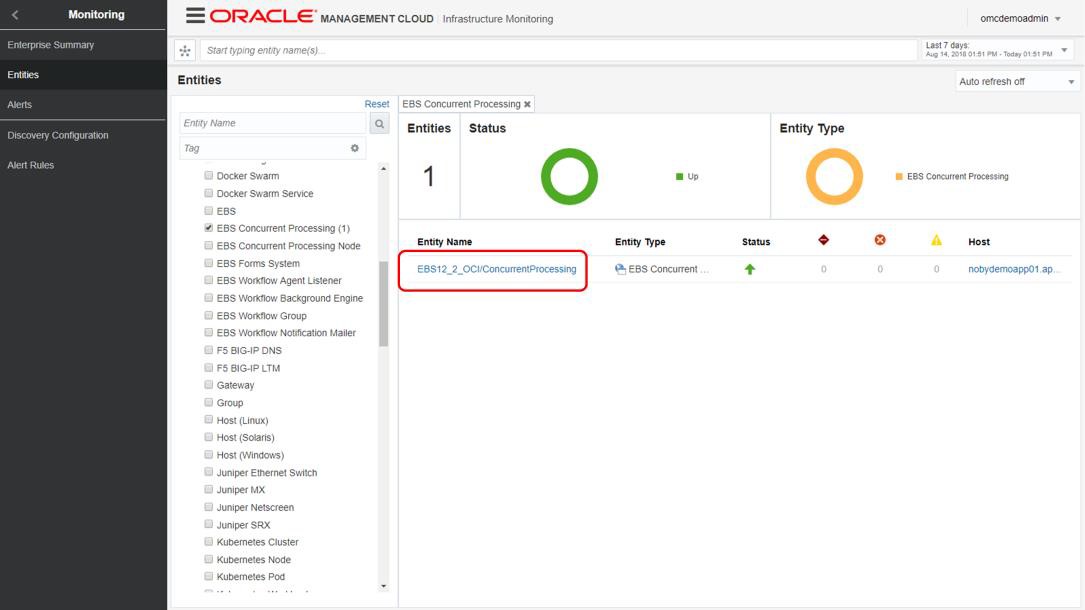 Monitoring
Enterprise Summary
Entities
Alerts
Discovery Configuration
Alert Rules
ORACLE® MANAGEMENT CLOUD | Infrastructure Monitoring
omcdemoadmin
Start typing entity name(s)...
Last 7 days:
Aug 14, 2018 01:51 PM - Today 01:51 PM
Entities
Auto refresh off
Reset
Entity Name
Tag
Docker Swarm
Docker Swarm Service
EBS
EBS Concurrent Processing (1)
EBS Concurrent Processing Node
EBS Forms System
EBS Workflow Agent Listener
EBS Workflow Background Engine
EBS Workflow Group
EBS Workflow Notification Mailer
F5 BIG-IP DNS
F5 BIG-IP LTM
Gateway
Group
Host (Linux)
Host (Solaris)
Host (Windows)
Juniper Ethernet Switch
Juniper MX
Juniper Netscreen
Juniper SRX
Kubernetes Cluster
Kubernetes Node
Kubernetes Pod
EBS Concurrent Processing
Entities
1
Status
Up
Entity Type
EBS Concurrent Processing
Entity Name Entity Type Status Host
EBS12_2_OCI/ConcurrentProcessing EBS Concurrent ... 0 0 0 nobydemoapp01.ap...